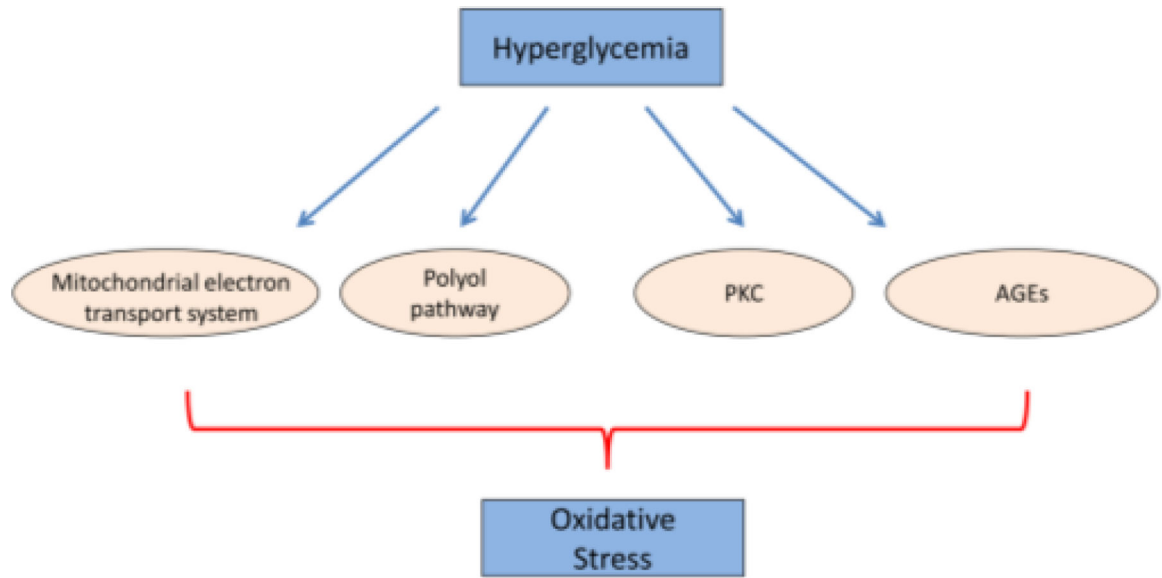 Hyperglycemia
Mitochondrial electron
transport system
Polyol
pathway
PKC
AGEs
Oxidative
Stress